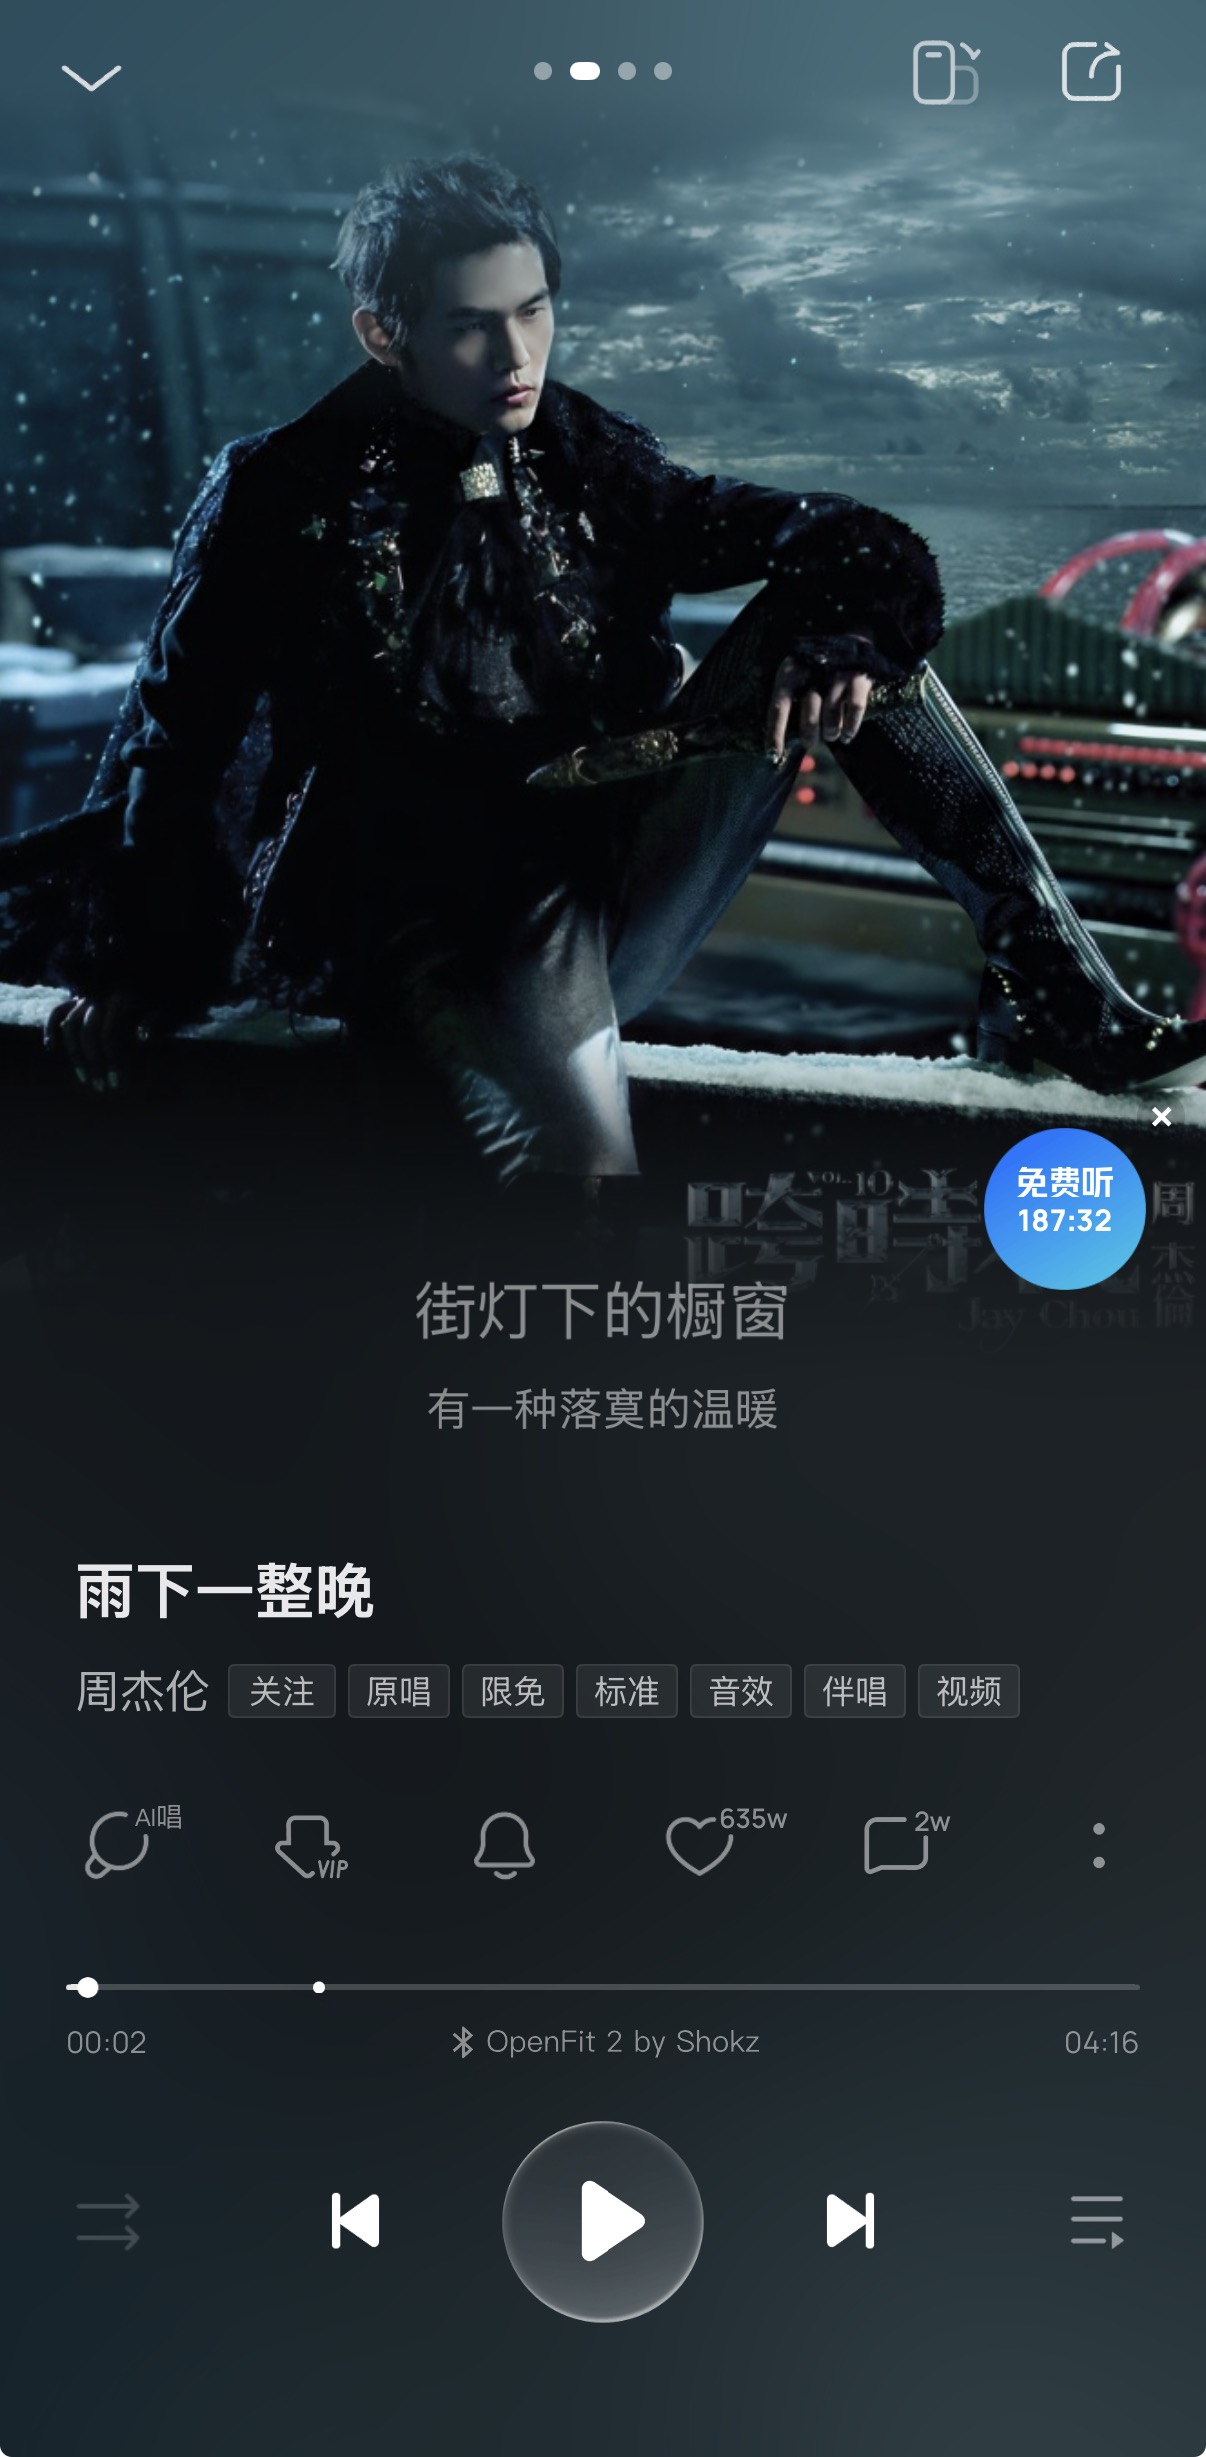 VOL.10
跨時代
周杰倫
Jay Chou
免费听
187:32
街灯下的橱窗
有一种落寞的温暖
雨下一整晚
周杰伦 关注 原唱 限免 标准 音效 伴唱 视频
AI唱 VIP 635w 2w
00:02 OpenFit 2 by Shokz 04:16